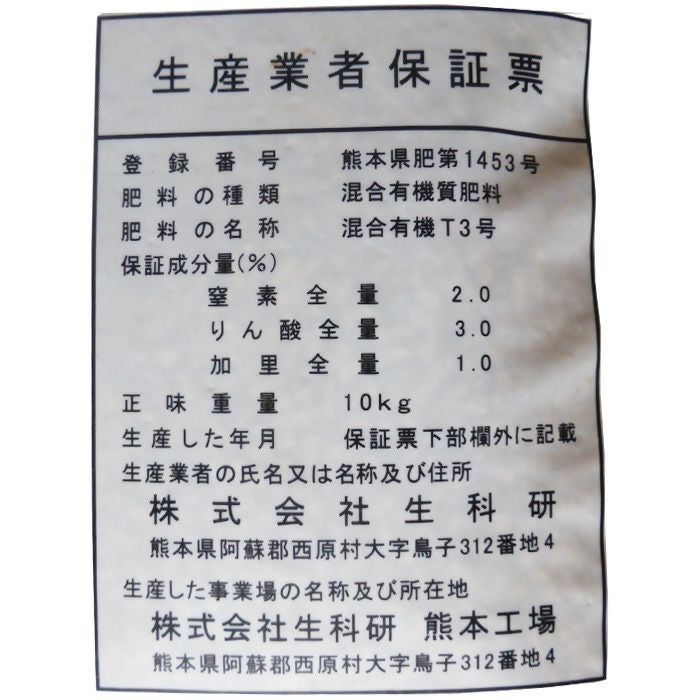 生産業者保証票
登録番号 熊本県肥第1453号
肥料の種類 混合有機質肥料
肥料の名称 混合有機T3号
保証成分量(%)
窒素全量 2.0
りん酸全量 3.0
加里全量 1.0
正味重量 10kg
生産した年月 保証票下部欄外に記載
生産業者の氏名又は名称及び住所
株式会社生科研
熊本県阿蘇郡西原村大字鳥子312番地4
生産した事業場の名称及び所在地
株式会社生科研 熊本工場
熊本県阿蘇郡西原村大字鳥子312番地4